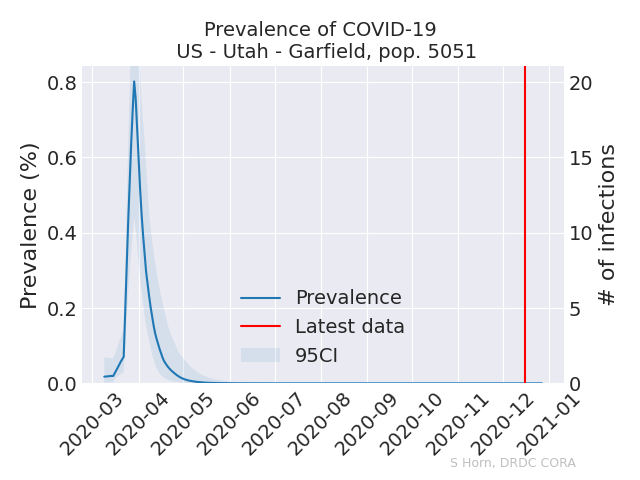 Prevalence of COVID-19
US - Utah - Garfield, pop. 5051
Prevalence (%)
0.8
0.6
0.4
0.2
0.0
20
15
10
5
0
# of infections
Prevalence
Latest data
95CI
2020-03
2020-04
2020-05
2020-06
2020-07
2020-08
2020-09
2020-10
2020-11
2020-12
2021-01
S Horn, DRDC CORA